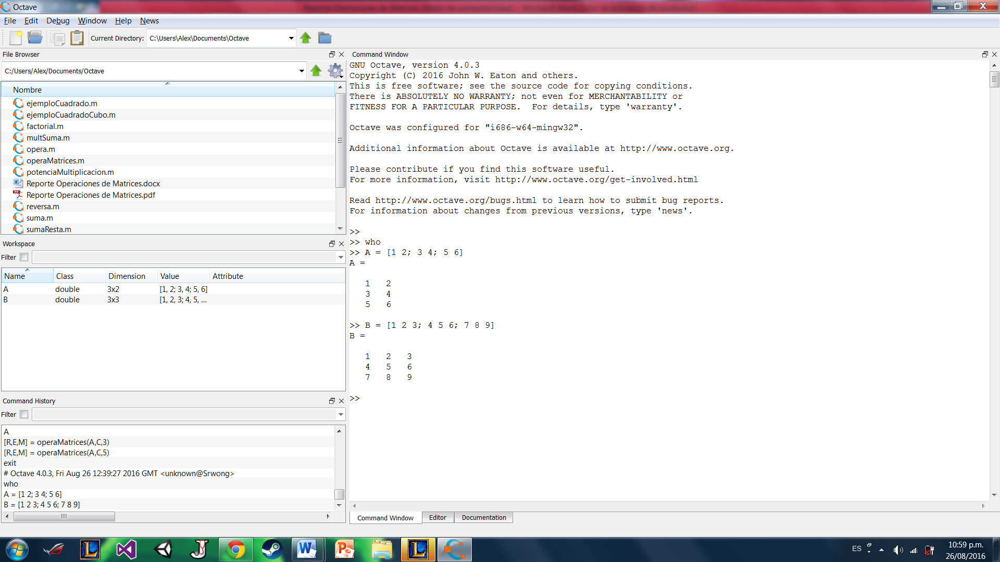 Octave
File Edit Debug Window Help News
Current Directory: C:\Users\Alex\Documents\Octave
File Browser
C:/Users/Alex/Documents/Octave
Nombre
ejemploCuadrado.m
ejemploCuadradoCubo.m
factorial.m
multSuma.m
opera.m
operaMatrices.m
potenciaMultiplicacion.m
Reporte Operaciones de Matrices.docx
Reporte Operaciones de Matrices.pdf
reversa.m
suma.m
sumaResta.m
Workspace
Filter
Name Class Dimension Value Attribute
A double 3x2 [1, 2; 3, 4; 5, 6]
B double 3x3 [1, 2, 3; 4, 5, ...
Command History
Filter
A
[R,E,M] = operaMatrices(A,C,3)
[R,E,M] = operaMatrices(A,C,5)
exit
# Octave 4.0.3, Fri Aug 26 12:39:27 2016 GMT <unknown@Srwong>
who
A = [1 2; 3 4; 5 6]
B = [1 2 3; 4 5 6; 7 8 9]
Command Window
GNU Octave, version 4.0.3
Copyright (C) 2016 John W. Eaton and others.
This is free software; see the source code for copying conditions.
There is ABSOLUTELY NO WARRANTY; not even for MERCHANTABILITY or
FITNESS FOR A PARTICULAR PURPOSE.  For details, type 'warranty'.
Octave was configured for "i686-w64-mingw32".
Additional information about Octave is available at http://www.octave.org.
Please contribute if you find this software useful.
For more information, visit http://www.octave.org/get-involved.html
Read http://www.octave.org/bugs.html to learn how to submit bug reports.
For information about changes from previous versions, type 'news'.
>>
>> who
>> A = [1 2; 3 4; 5 6]
A =
1 2
3 4
5 6
>> B = [1 2 3; 4 5 6; 7 8 9]
B =
1 2 3
4 5 6
7 8 9
>>
Command Window Editor Documentation
ES
10:59 p.m.
26/08/2016